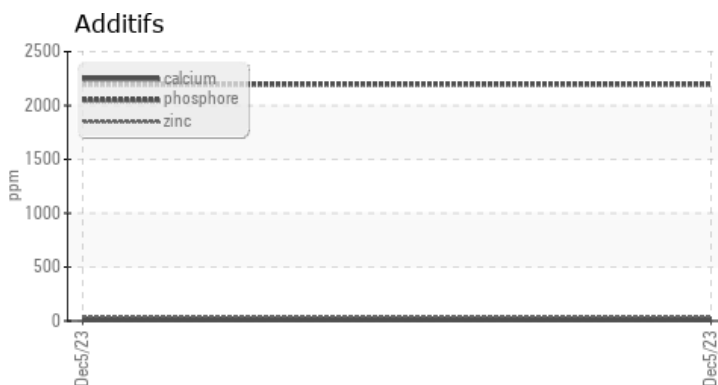 Additifs
2500
2000
1500
1000
500
0
ppm
calcium
phosphore
zinc
Dec5/23
Dec5/23